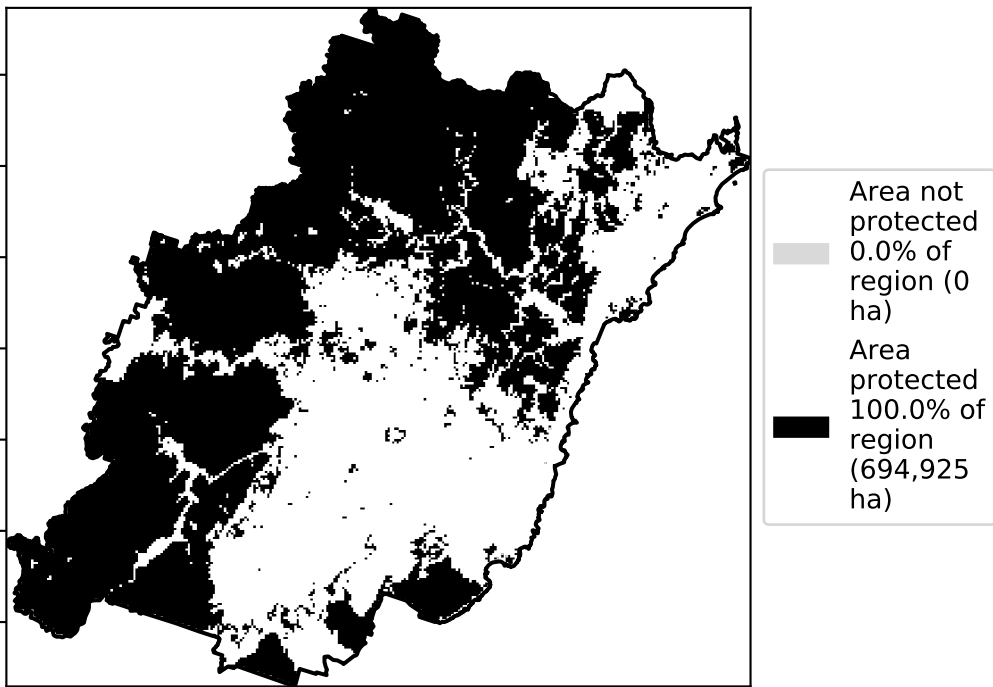 Area not
protected
0.0% of
region (0
ha)
Area
protected
100.0% of
region
(694,925
ha)